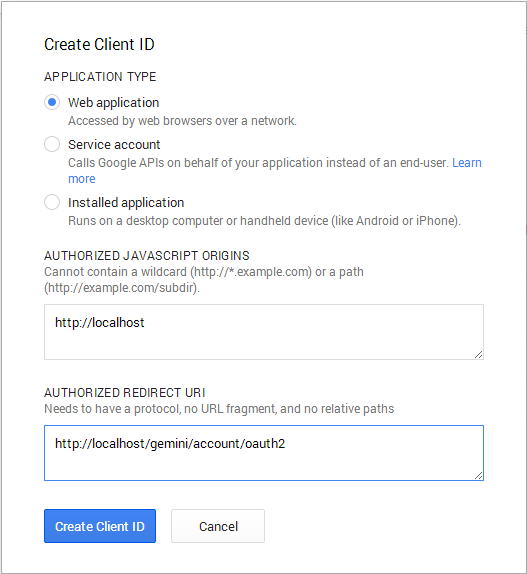 Create Client ID
APPLICATION TYPE
Web application
Accessed by web browsers over a network.
Service account
Calls Google APIs on behalf of your application instead of an end-user. Learn
more
Installed application
Runs on a desktop computer or handheld device (like Android or iPhone).
AUTHORIZED JAVASCRIPT ORIGINS
Cannot contain a wildcard (http://*.example.com) or a path
(http://example.com/subdir).
http://localhost
AUTHORIZED REDIRECT URI
Needs to have a protocol, no URL fragment, and no relative paths
http://localhost/gemini/account/oauth2
Create Client ID
Cancel